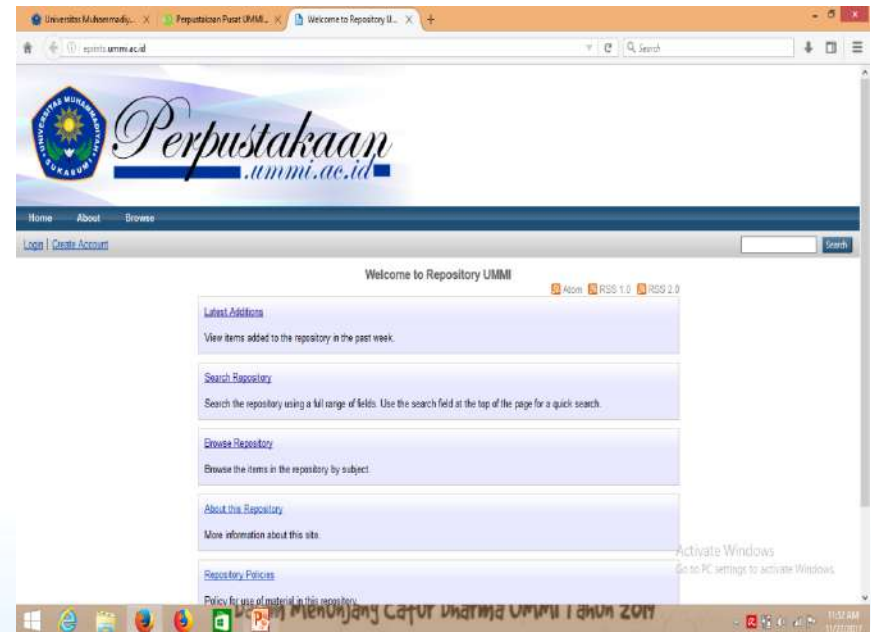 Universitas Muhammadiy...
Perpustakaan Pusat UMMI...
Welcome to Repository U...
eprints.ummi.ac.id
Search
UNIVERSITAS MUHAMMADIYAH
SUKABUMI
Perpustakaan
.ummi.ac.id
Home About Browse
Login | Create Account
Search
Welcome to Repository UMMI
Atom RSS 1.0 RSS 2.0
Latest Additions
View items added to the repository in the past week.
Search Repository
Search the repository using a full range of fields. Use the search field at the top of the page for a quick search.
Browse Repository
Browse the items in the repository by subject.
About this Repository
More information about this site.
Repository Policies
Policy for use of material in this repository.
Activate Windows
Go to PC settings to activate Windows.
Menunjang Catur Dharma UMMI Tahun 2017
11:37 AM